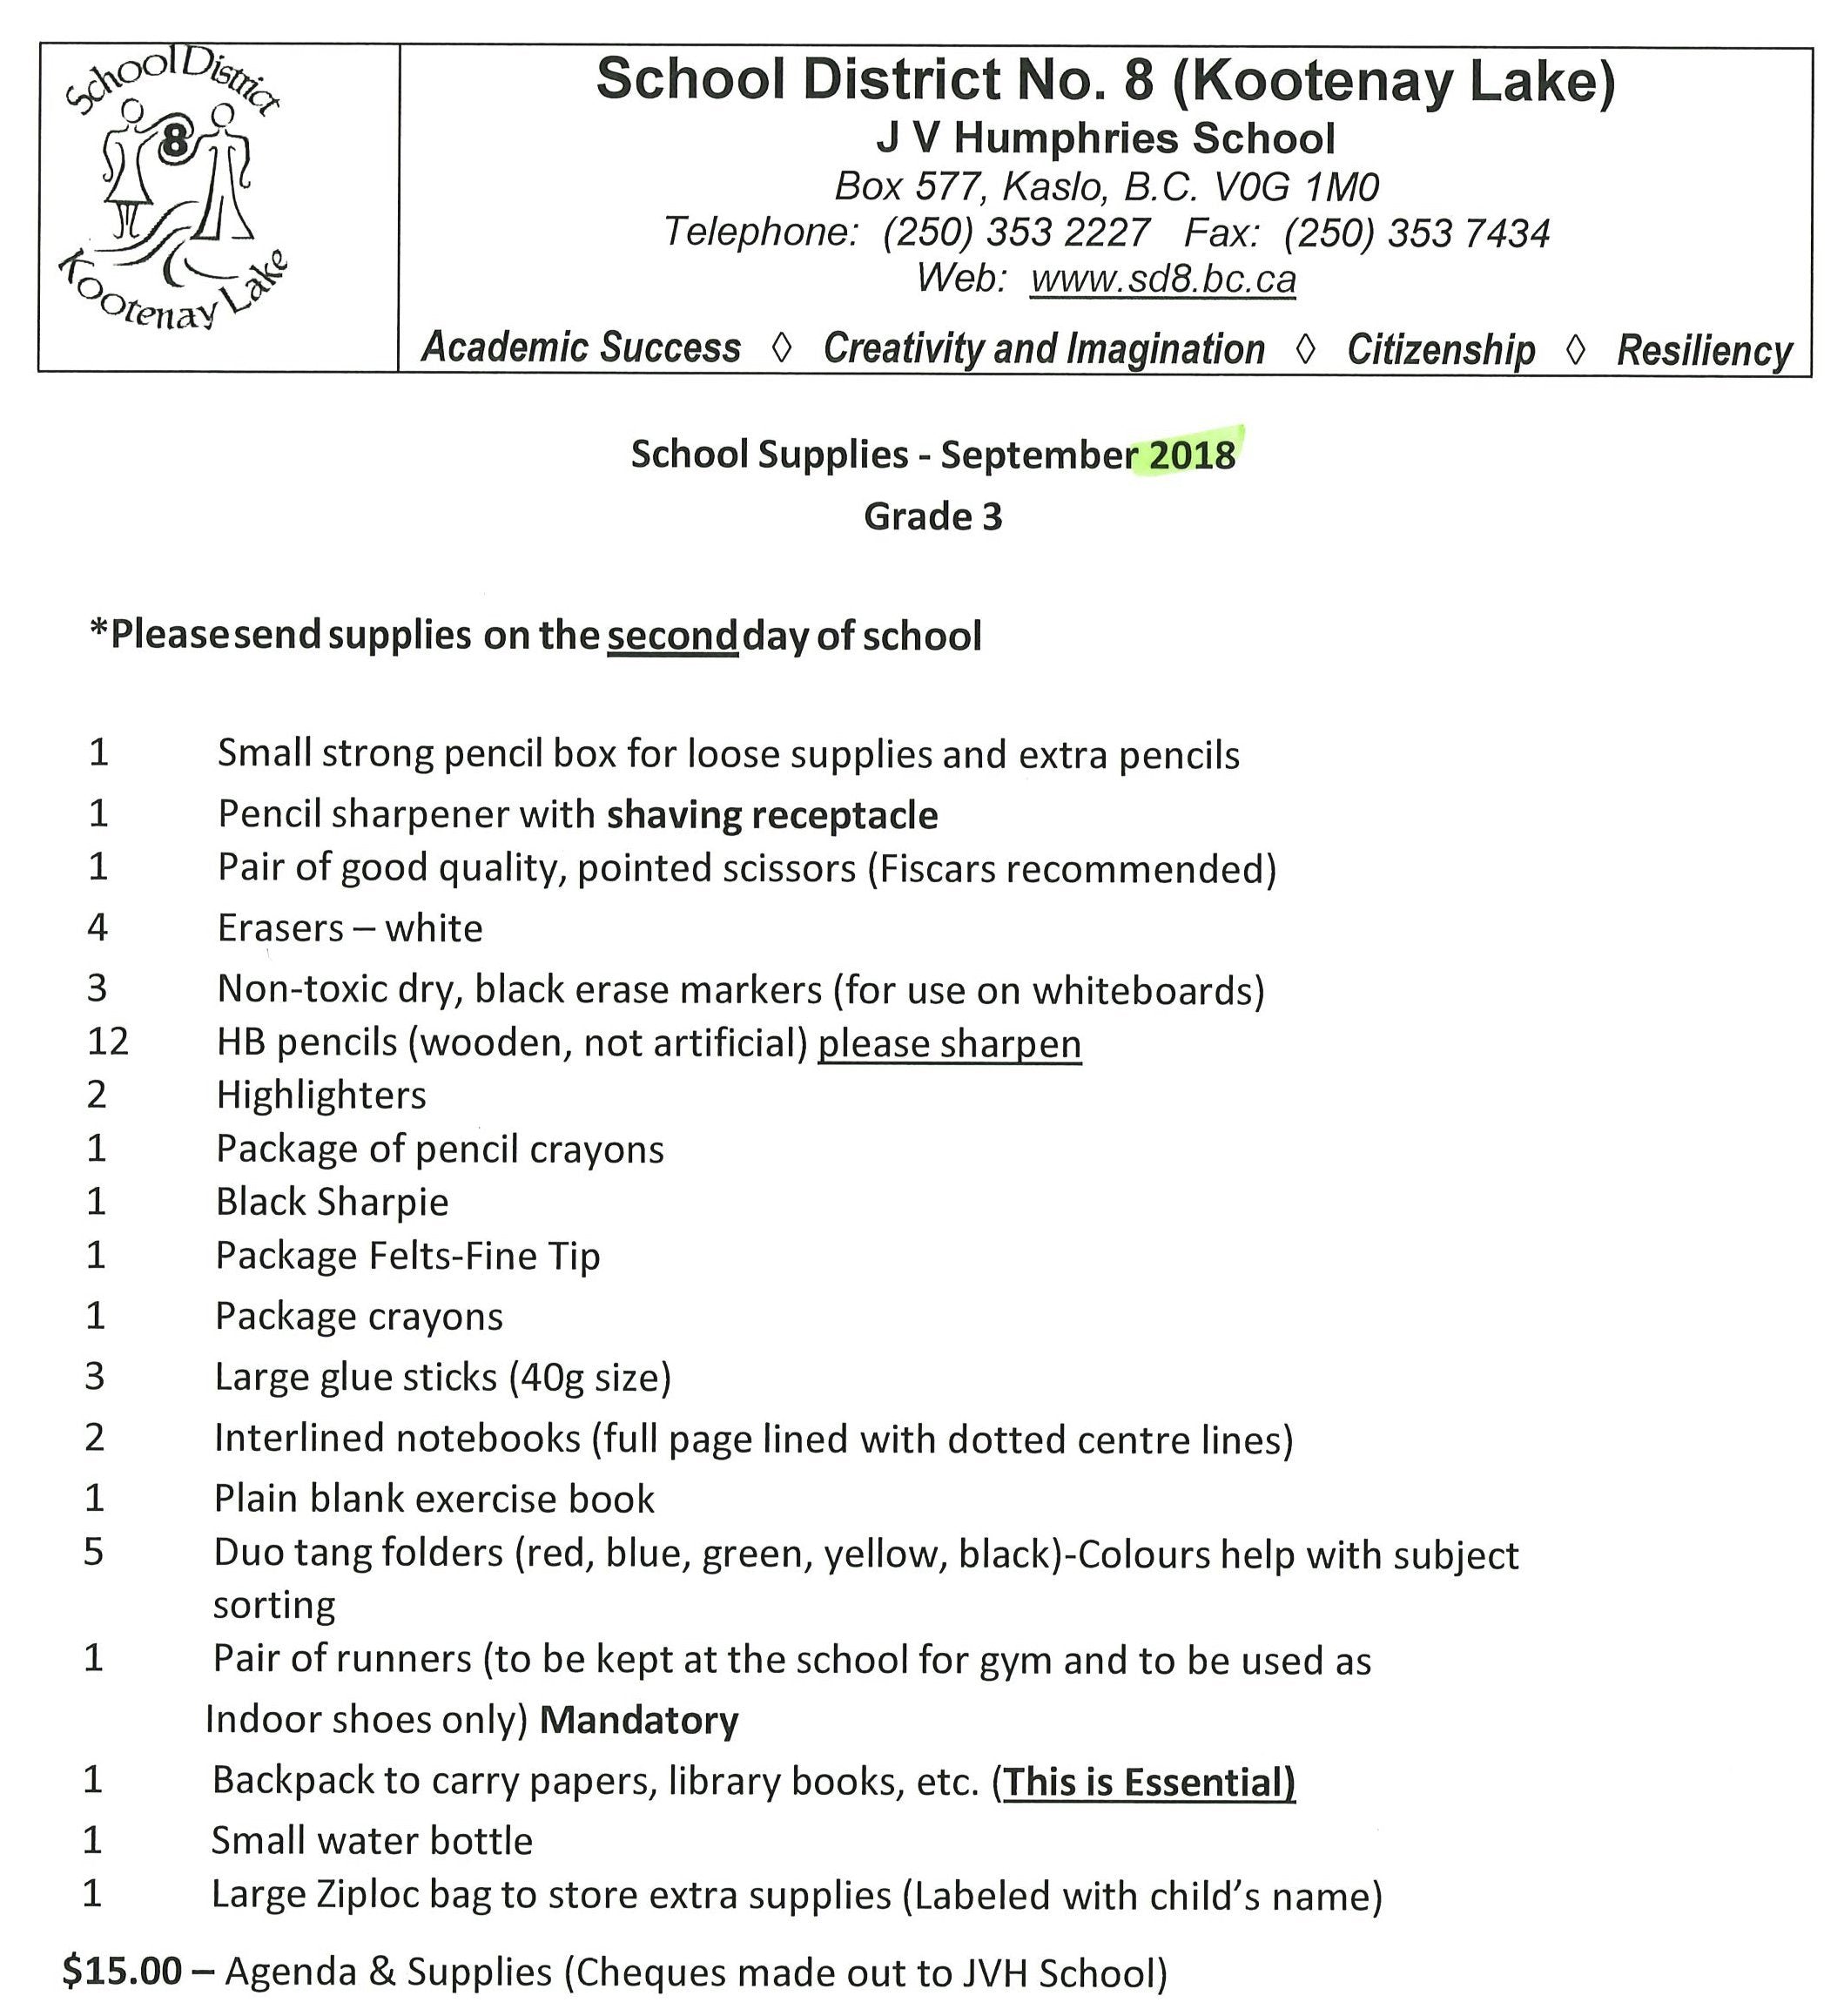 School District
8
Kootenay Lake
School District No. 8 (Kootenay Lake)
J V Humphries School
Box 577, Kaslo, B.C. V0G 1M0
Telephone: (250) 353 2227 Fax: (250) 353 7434
Web: www.sd8.bc.ca
Academic Success ◊ Creativity and Imagination ◊ Citizenship ◊ Resiliency
School Supplies - September 2018
Grade 3
*Please send supplies on the second day of school
1 Small strong pencil box for loose supplies and extra pencils
1 Pencil sharpener with shaving receptacle
1 Pair of good quality, pointed scissors (Fiscars recommended)
4 Erasers – white
3 Non-toxic dry, black erase markers (for use on whiteboards)
12 HB pencils (wooden, not artificial) please sharpen
2 Highlighters
1 Package of pencil crayons
1 Black Sharpie
1 Package Felts-Fine Tip
1 Package crayons
3 Large glue sticks (40g size)
2 Interlined notebooks (full page lined with dotted centre lines)
1 Plain blank exercise book
5 Duo tang folders (red, blue, green, yellow, black)-Colours help with subject
sorting
1 Pair of runners (to be kept at the school for gym and to be used as
Indoor shoes only) Mandatory
1 Backpack to carry papers, library books, etc. (This is Essential)
1 Small water bottle
1 Large Ziploc bag to store extra supplies (Labeled with child's name)
$15.00 – Agenda & Supplies (Cheques made out to JVH School)